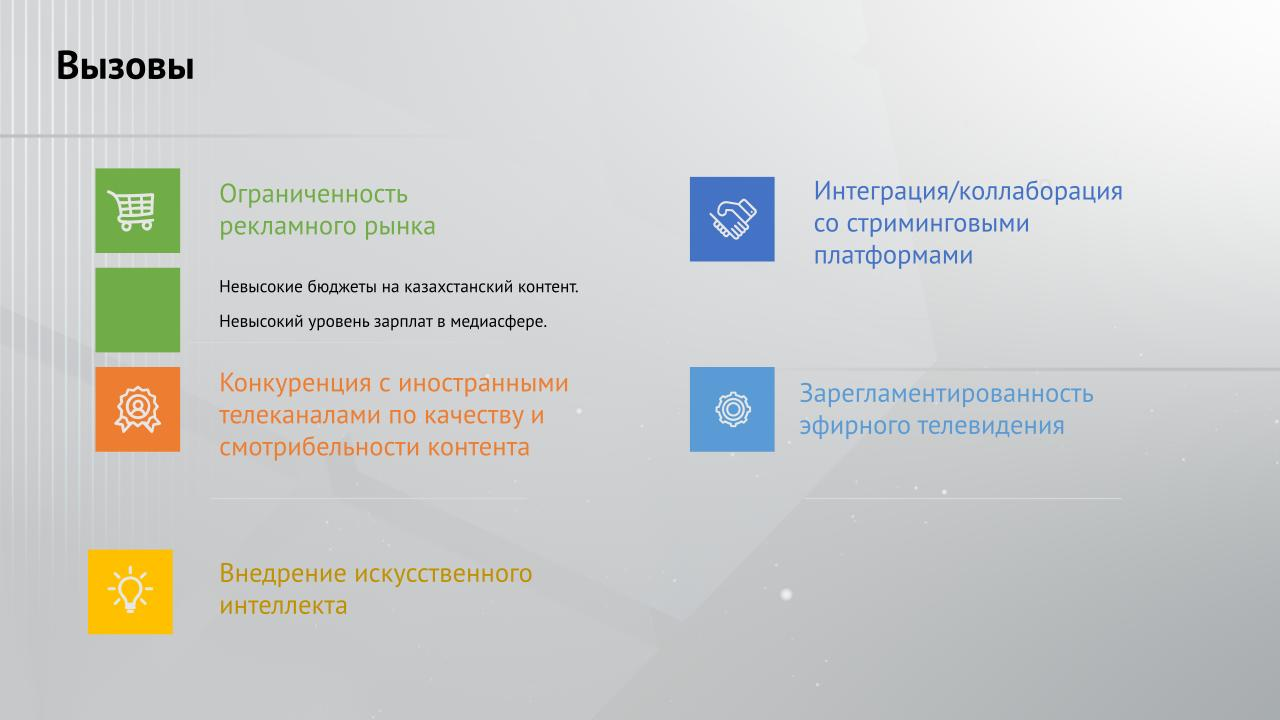 Вызовы
Ограниченность
рекламного рынка
Невысокие бюджеты на казахстанский контент.
Невысокий уровень зарплат в медиасфере.
Конкуренция с иностранными
телеканалами по качеству и
смотрибельности контента
Внедрение искусственного
интеллекта
Интеграция/коллаборация
со стриминговыми
платформами
Зарегламентированность
эфирного телевидения